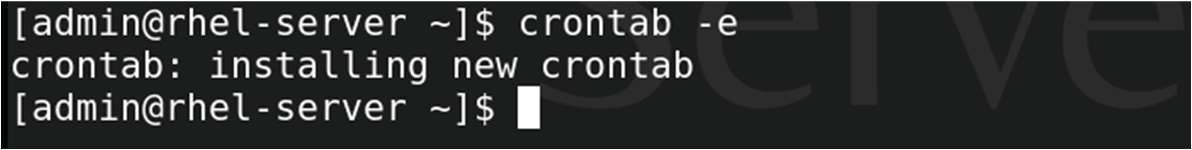 [admin@rhel-server ~]$ crontab -e
crontab: installing new crontab
[admin@rhel-server ~]$